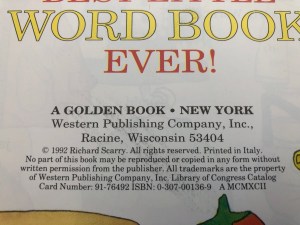 BEST LITTLE
WORD BOOK
EVER!
A GOLDEN BOOK • NEW YORK
Western Publishing Company, Inc.,
Racine, Wisconsin 53404
© 1992 Richard Scarry. All rights reserved. Printed in Italy.
No part of this book may be reproduced or copied in any form without
written permission from the publisher. All trademarks are the property
of Western Publishing Company, Inc. Library of Congress Catalog
Card Number: 91-76492 ISBN: 0-307-00136-9 A MCMXCII